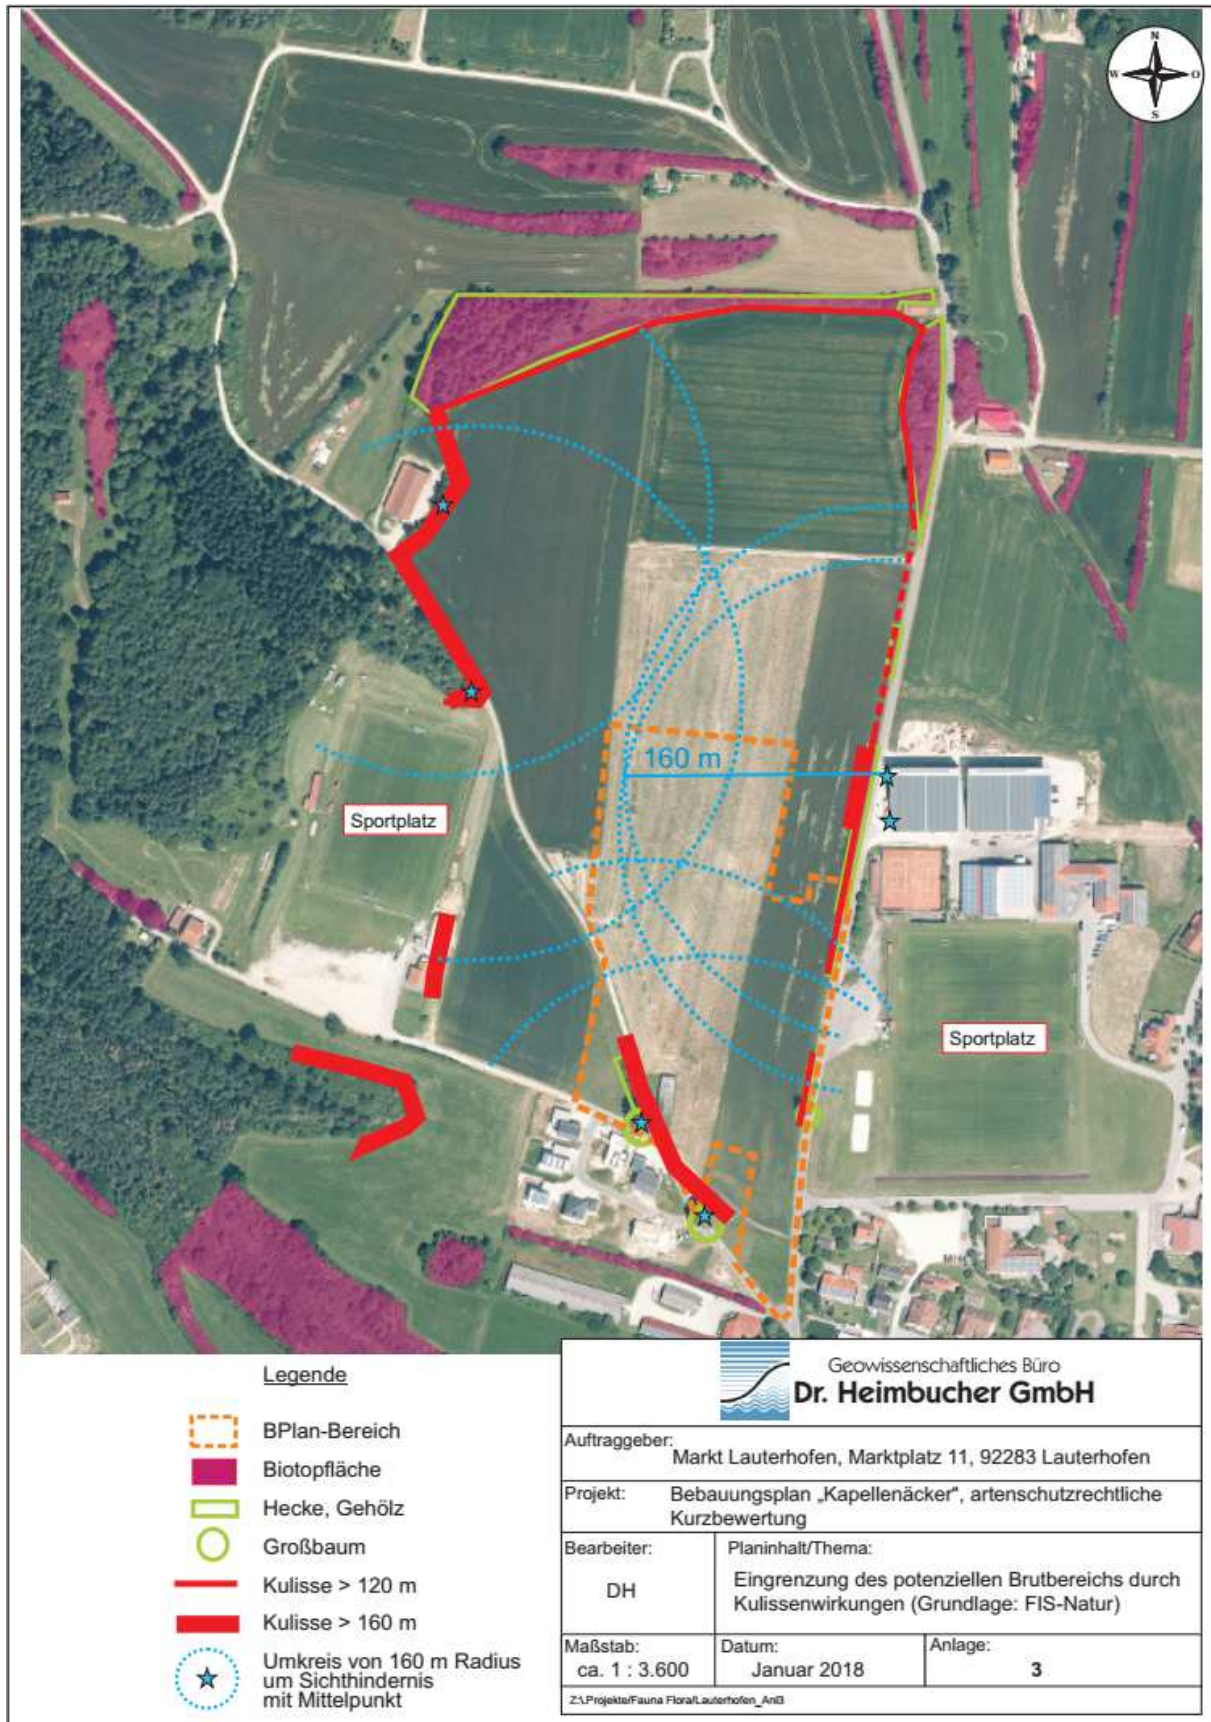 N
W
O
S
160 m
Sportplatz
Sportplatz
Legende
BPlan-Bereich
Biotopfläche
Hecke, Gehölz
Großbaum
Kulisse > 120 m
Kulisse > 160 m
Umkreis von 160 m Radius
um Sichthindernis
mit Mittelpunkt
Geowissenschaftliches Büro
Dr. Heimbucher GmbH
Auftraggeber:
Markt Lauterhofen, Marktplatz 11, 92283 Lauterhofen
Projekt:
Bebauungsplan „Kapellenäcker“, artenschutzrechtliche
Kurzbewertung
Bearbeiter:
DH
Planinhalt/Thema:
Eingrenzung des potenziellen Brutbereichs durch
Kulissenwirkungen (Grundlage: FIS-Natur)
Maßstab:
ca. 1 : 3.600
Datum:
Januar 2018
Anlage:
3
Z:\.Projekte/Fauna Flora/Lauterhofen_Anl3